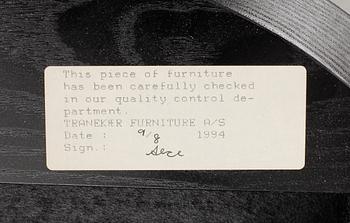 This piece of furniture
has been carefully checked
in our quality control de-
partment.
TRANEKÆR FURNITURE A/S
Date : 9/8 1994
Sign.: